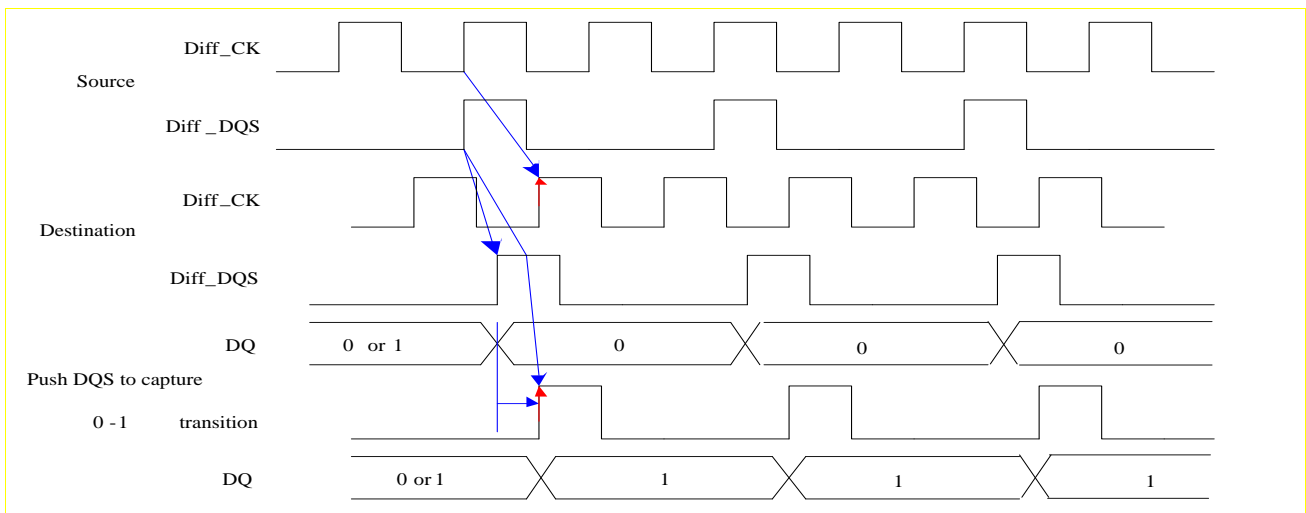 Diff_CK
Source
Diff _DQS
Diff_CK
Destination
Diff_DQS
DQ 0 or 1 0 0 0
Push DQS to capture
0 -1 transition
DQ 0 or 1 1 1 1